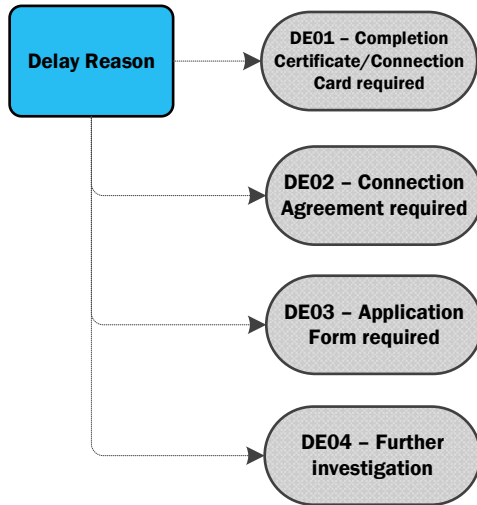 Delay Reason
DE01 – Completion
Certificate/Connection
Card required
DE02 – Connection
Agreement required
DE03 – Application
Form required
DE04 – Further
investigation